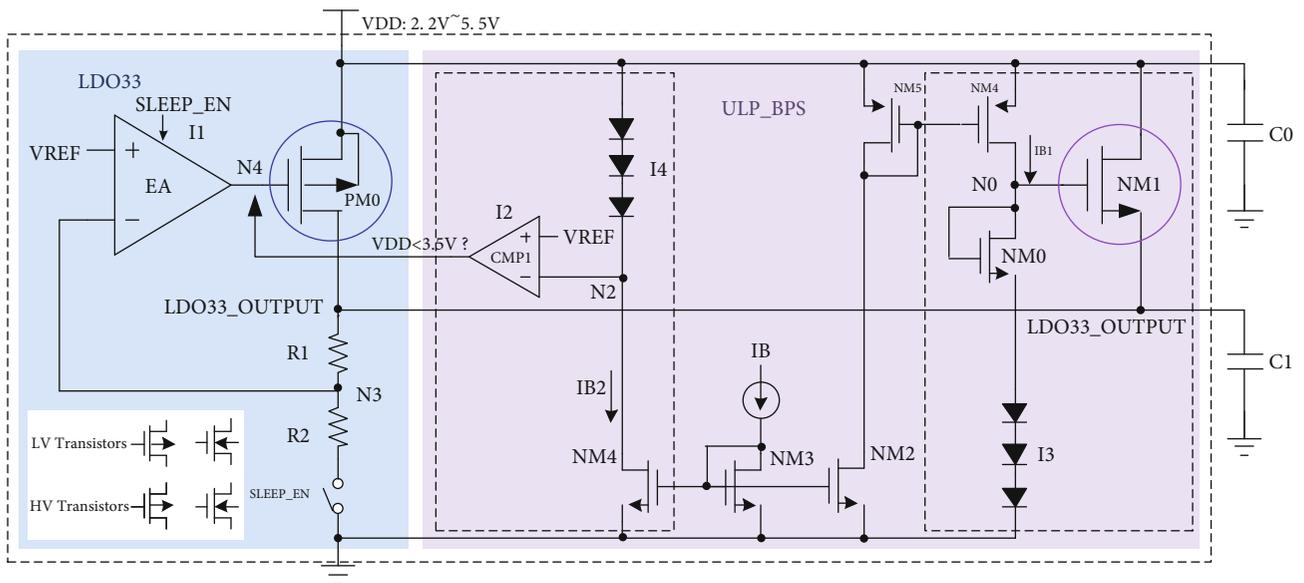 VDD: 2. 2V~5. 5V
LDO33
SLEEP_EN
I1
VREF
+
EA
−
N4
PM0
VDD<3.5V ?
LDO33_OUTPUT
R1
N3
R2
SLEEP_EN
LV Transistors
HV Transistors
ULP_BPS
I4
I2
+
VREF
CMP1
−
N2
IB2
IB
NM4
NM3
NM2
NM5
NM4
IB1
N0
NM1
NM0
LDO33_OUTPUT
I3
C0
C1